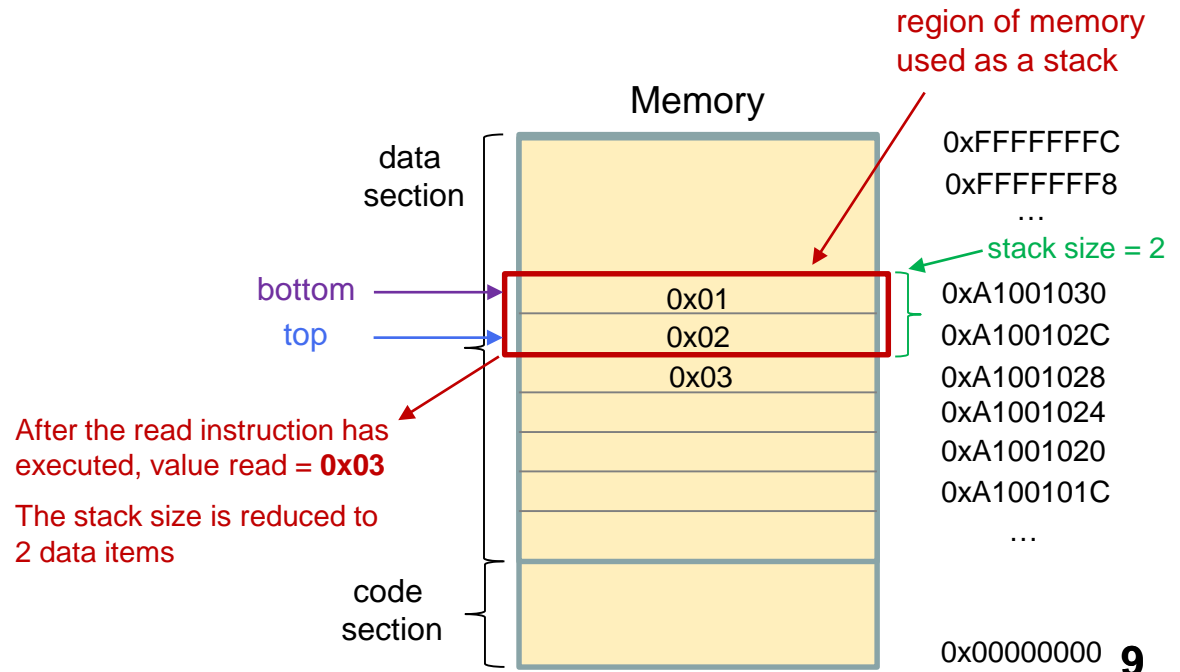 region of memory
used as a stack
Memory
data
section
0xFFFFFFFC
0xFFFFFFF8
…
stack size = 2
bottom
0x01
0xA1001030
top
0x02
0xA100102C
0x03
0xA1001028
0xA1001024
0xA1001020
0xA100101C
…
After the read instruction has
executed, value read = 0x03
The stack size is reduced to
2 data items
code
section
0x00000000
9